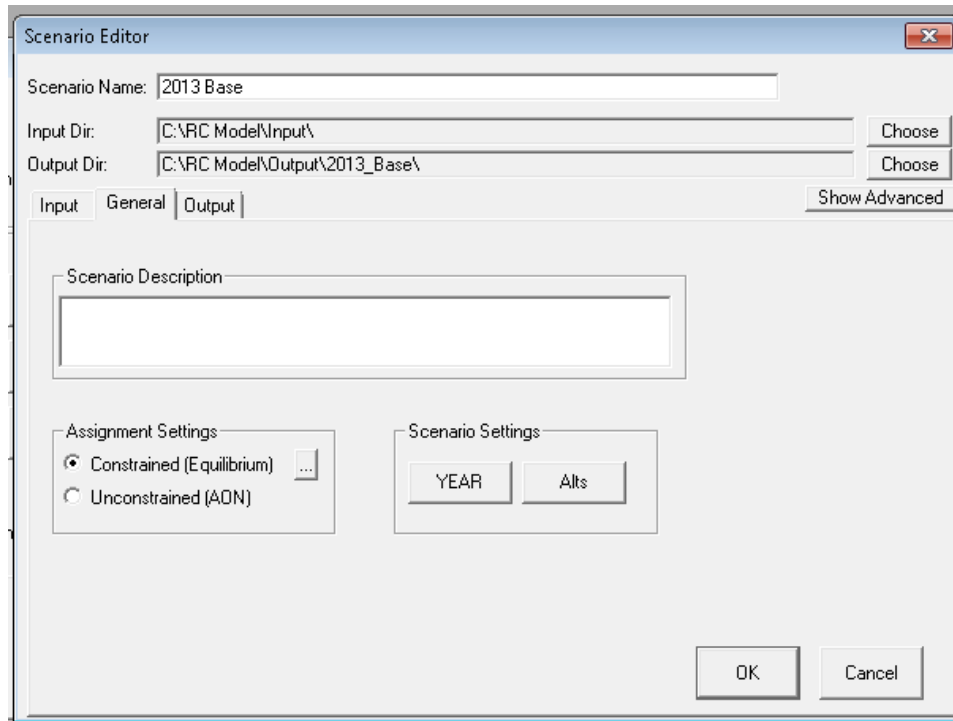 Scenario Editor
Scenario Name: 2013 Base
Input Dir: C:\RC Model\Input\ Choose
Output Dir: C:\RC Model\Output\2013_Base\ Choose
Input General Output Show Advanced
Scenario Description
Assignment Settings Scenario Settings
Constrained (Equilibrium) ... YEAR Alts
Unconstrained (AON)
OK Cancel